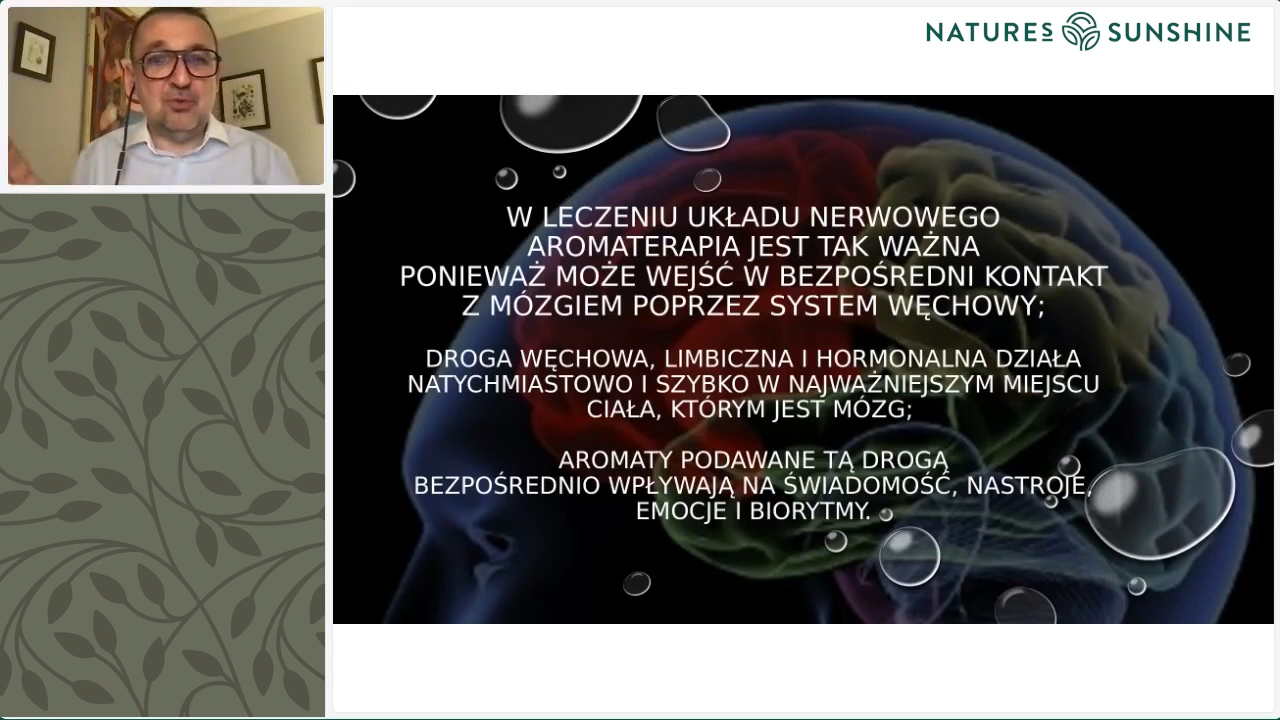 NATURES SUNSHINE
W LECZENIU UKŁADU NERWOWEGO
AROMATERAPIA JEST TAK WAŻNA
PONIEWAŻ MOŻE WEJŚĆ W BEZPOŚREDNI KONTAKT
Z MÓZGIEM POPRZEZ SYSTEM WĘCHOWY;
DROGA WĘCHOWA, LIMBICZNA I HORMONALNA DZIAŁA
NATYCHMIASTOWO I SZYBKO W NAJWAŻNIEJSZYM MIEJSCU
CIAŁA, KTÓRYM JEST MÓZG;
AROMATY PODAWANE TĄ DROGĄ
BEZPOŚREDNIO WPŁYWAJĄ NA ŚWIADOMOŚĆ, NASTROJE,
EMOCJE I BIORYTMY.